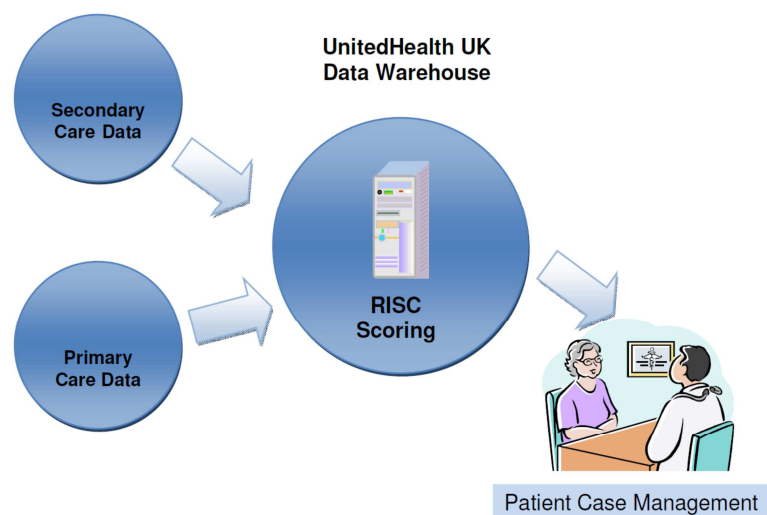 UnitedHealth UK
Data Warehouse
Secondary
Care Data
RISC
Scoring
Primary
Care Data
Patient Case Management